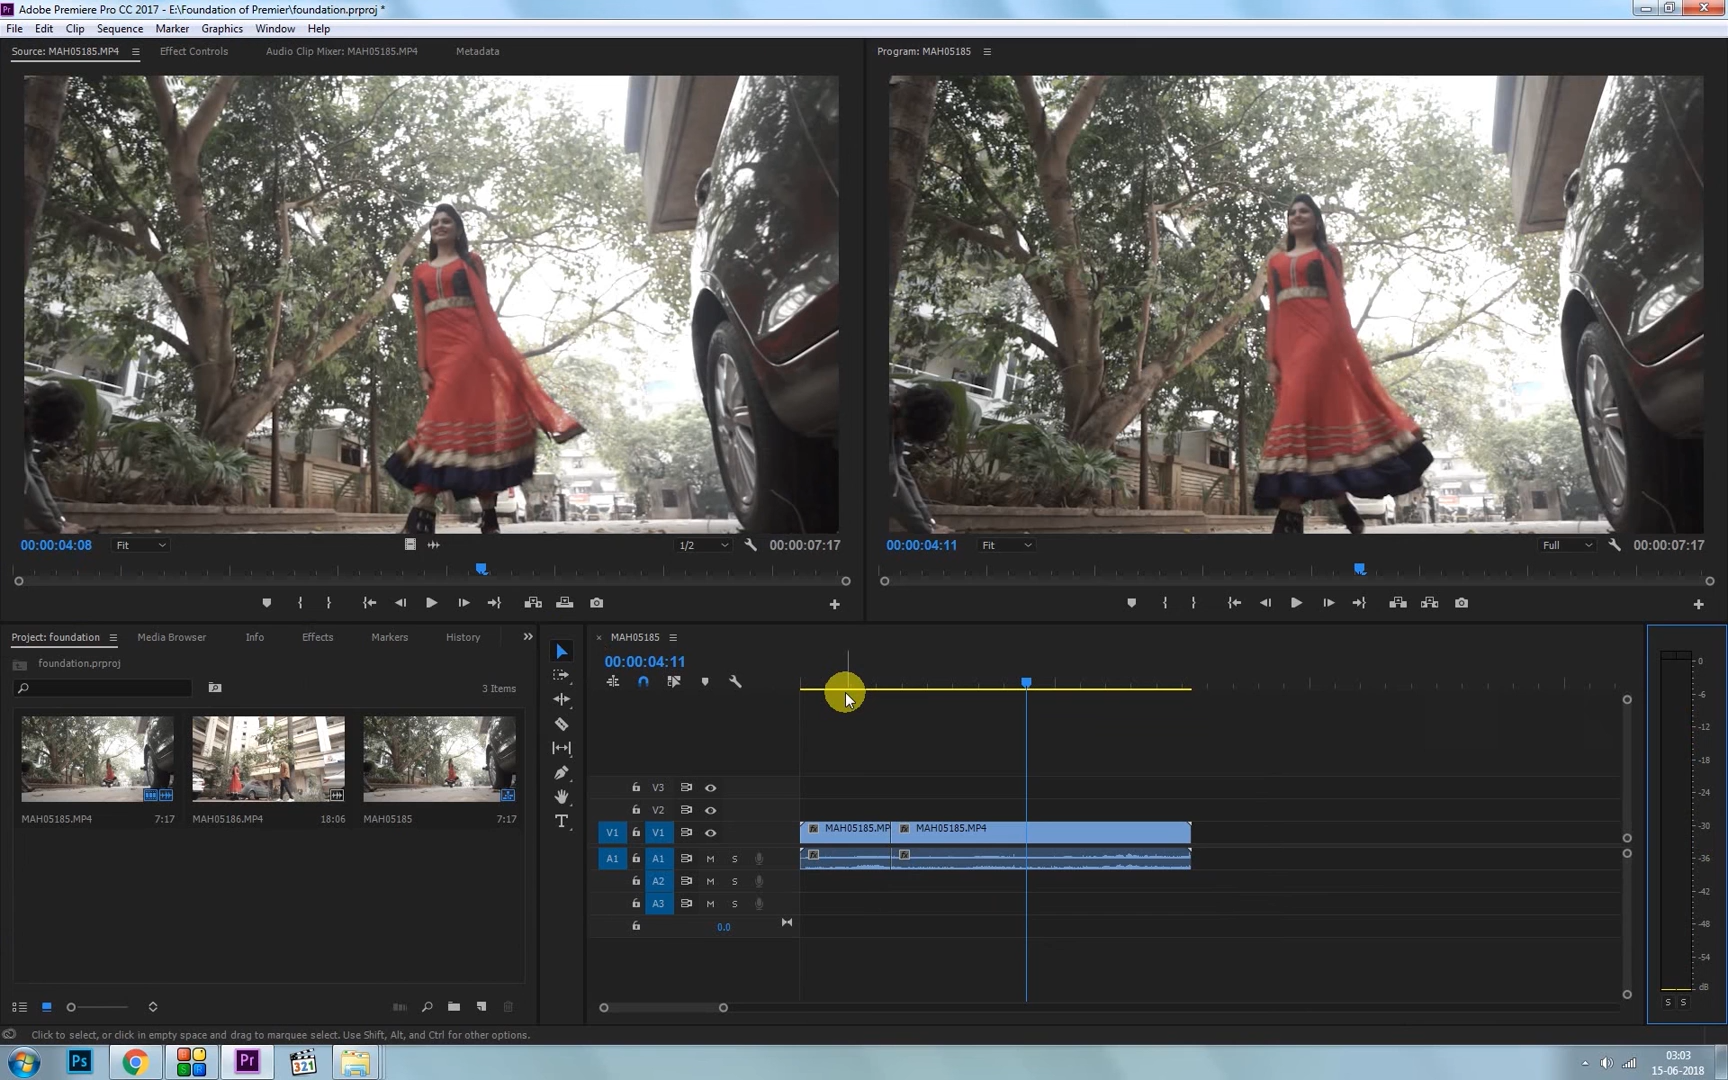 Adobe Premiere Pro CC 2017 - E:\Foundation of Premier\foundation.prproj *
File Edit Clip Sequence Marker Graphics Window Help
Source: MAH05185.MP4 Effect Controls Audio Clip Mixer: MAH05185.MP4 Metadata
Program: MAH05185
00:00:04:08 Fit 1/2 00:00:07:17
00:00:04:11 Fit Full 00:00:07:17
Project: foundation Media Browser Info Effects Markers History
foundation.prproj
3 Items
MAH05185.MP4 7:17
MAH05186.MP4 18:06
MAH05185 7:17
MAH05185
00:00:04:11
V3
V2
V1 V1 MAH05185.MP MAH05185.MP4
A1 A1 M S
A2 M S
A3 M S
0.0
0
-6
-12
-18
-24
-30
-36
-42
-48
-54
dB
S S
Click to select, or click in empty space and drag to marquee select. Use Shift, Alt, and Ctrl for other options.
Ps
S R
Pr
321
03:03
15-06-2018